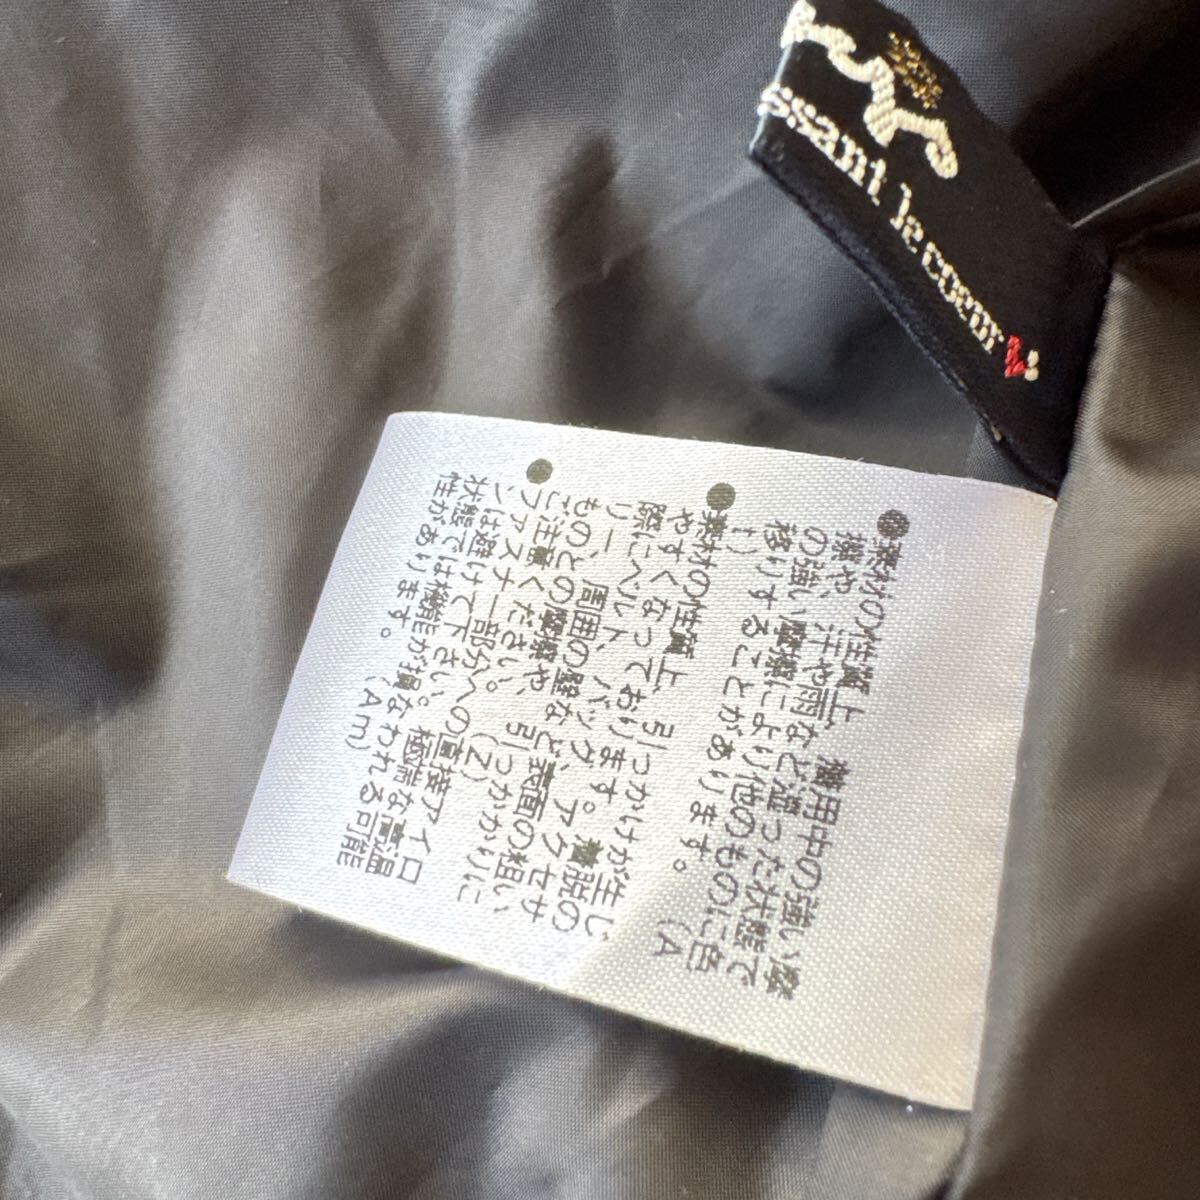 ssant le coeur
●素材の性質上、着用中の強い摩
擦や、汗や雨など湿った状態で
の強い摩擦により他のものに色
移りすることがあります。(A
1)
●素材の性質上、引つかけが生じ
やすくなっております。着脱の
際にベルト、バッグ、アクセサ
リー、周囲の壁など表面の粗い
ものとの摩擦や、引つかかりに
ご注意ください。(Z)
●ファスナー部分への直接アイロ
ンは避けて下さい。極端な高温
状態では機能が損なわれる可能
性があります。(Am)